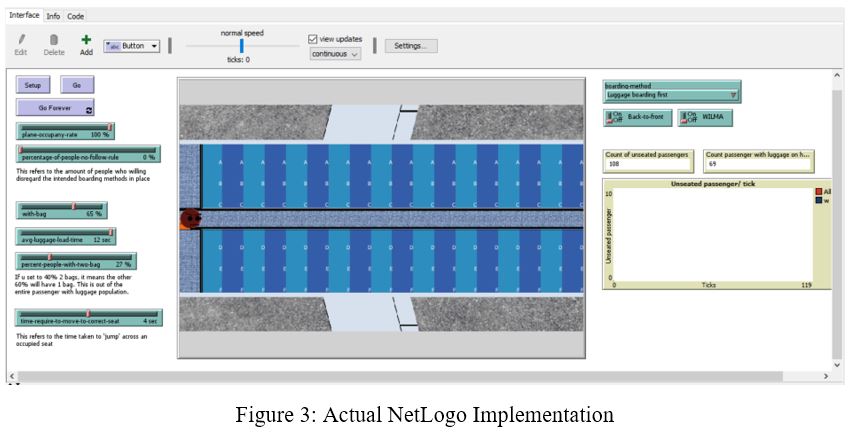 Interface Info Code
Edit Delete Add
abc Button
normal speed
ticks: 0
view updates
continuous
Settings...
Setup Go
Go Forever
plane-occupany-rate 100 %
percentage-of-people-no-follow-rule 0 %
This refers to the amount of people who willing
disregard the intended boarding methods in place
with-bag 65 %
avg-luggage-load-time 12 sec
percent-people-with-two-bag 27 %
If u set to 40% 2 bags, it means the other
60% will have 1 bag. This is out of the
entire passenger with luggage population.
time-require-to-move-to-correct-seat 4 sec
This refers to the time taken to 'jump' across an
occupied seat
A A A A A A A A A A A A A A A A A A
B B B B B B B B B B B B B B B B B B
C C C C C C C C C C C C C C C C C C
D D D D D D D D D D D D D D D D D D
E E E E E E E E E E E E E E E E E E
F F F F F F F F F F F F F F F F F F
boarding-method
Luggage boarding first
On
Off
Back-to-front
On
Off
WILMA
Count of unseated passengers
108
Count passenger with luggage on h...
69
Unseated passenger/ tick
10
Unseated passenger
0
0 Ticks 119
All
w
Figure 3: Actual NetLogo Implementation